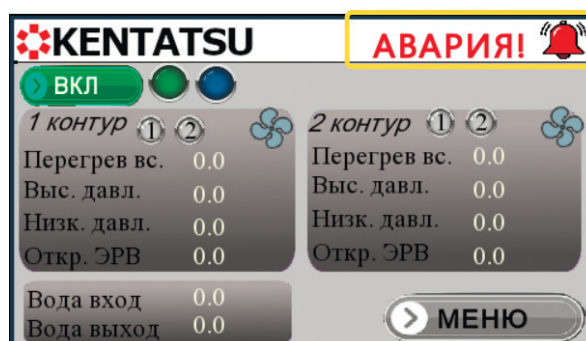 KENTATSU
АВАРИЯ!
ВКЛ
1 контур 1 2
Перегрев вс. 0.0
Выс. давл. 0.0
Низк. давл. 0.0
Откр. ЭРВ 0.0
2 контур 1 2
Перегрев вс. 0.0
Выс. давл. 0.0
Низк. давл. 0.0
Откр. ЭРВ 0.0
Вода вход 0.0
Вода выход 0.0
МЕНЮ